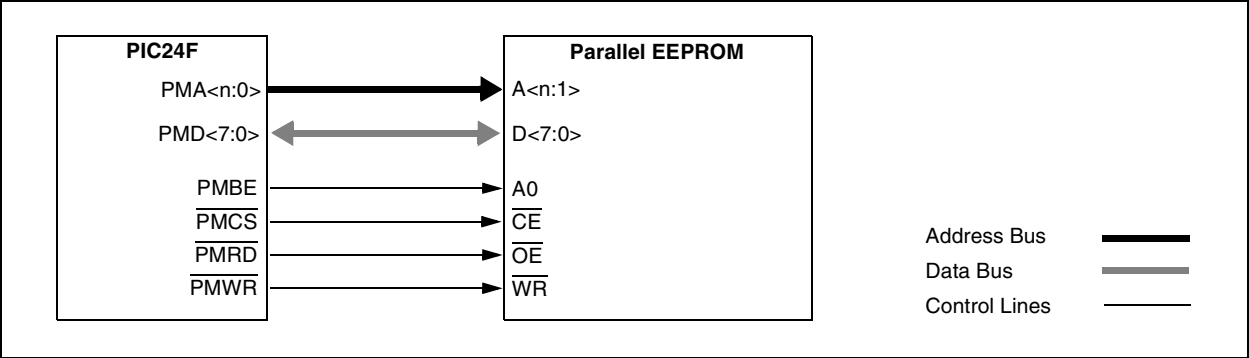 PIC24F
PMA<n:0>
PMD<7:0>
PMBE
PMCS
PMRD
PMWR
Parallel EEPROM
A<n:1>
D<7:0>
A0
CE
OE
WR
Address Bus
Data Bus
Control Lines